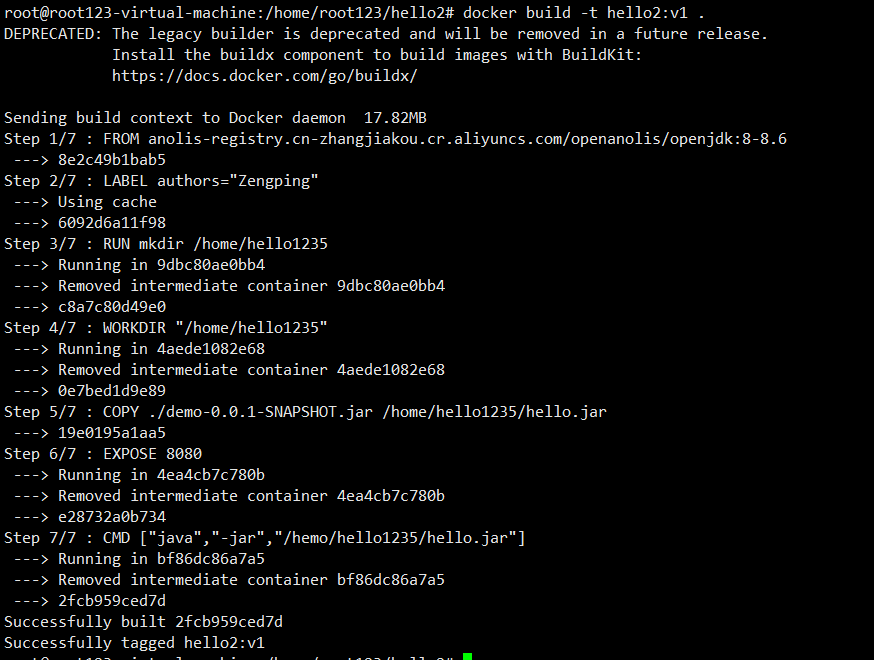 root@root123-virtual-machine:/home/root123/hello2# docker build -t hello2:v1 .
DEPRECATED: The legacy builder is deprecated and will be removed in a future release.
            Install the buildx component to build images with BuildKit:
            https://docs.docker.com/go/buildx/

Sending build context to Docker daemon  17.82MB
Step 1/7 : FROM anolis-registry.cn-zhangjiakou.cr.aliyuncs.com/openanolis/openjdk:8-8.6
 ---> 8e2c49b1bab5
Step 2/7 : LABEL authors="Zengping"
 ---> Using cache
 ---> 6092d6a11f98
Step 3/7 : RUN mkdir /home/hello1235
 ---> Running in 9dbc80ae0bb4
 ---> Removed intermediate container 9dbc80ae0bb4
 ---> c8a7c80d49e0
Step 4/7 : WORKDIR "/home/hello1235"
 ---> Running in 4aede1082e68
 ---> Removed intermediate container 4aede1082e68
 ---> 0e7bed1d9e89
Step 5/7 : COPY ./demo-0.0.1-SNAPSHOT.jar /home/hello1235/hello.jar
 ---> 19e0195a1aa5
Step 6/7 : EXPOSE 8080
 ---> Running in 4ea4cb7c780b
 ---> Removed intermediate container 4ea4cb7c780b
 ---> e28732a0b734
Step 7/7 : CMD ["java","-jar","/hemo/hello1235/hello.jar"]
 ---> Running in bf86dc86a7a5
 ---> Removed intermediate container bf86dc86a7a5
 ---> 2fcb959ced7d
Successfully built 2fcb959ced7d
Successfully tagged hello2:v1